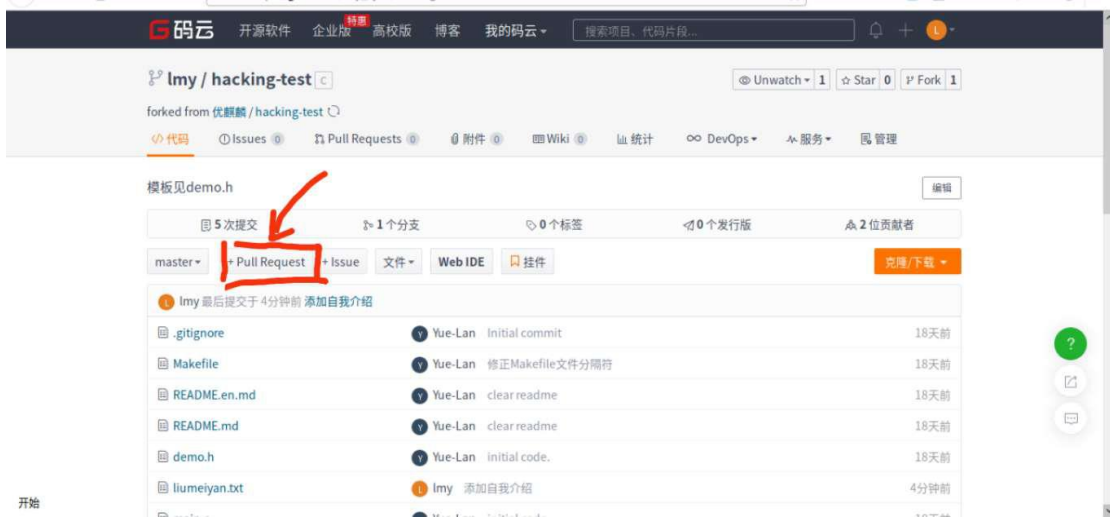 G码云 开源软件 企业版 特惠 高校版 博客 我的码云 搜索项目、代码片段... L
lmy / hacking-test C Unwatch 1 Star 0 Fork 1
forked from 优麒麟 / hacking-test
代码 Issues 0 Pull Requests 0 附件 0 Wiki 0 统计 DevOps 服务 管理
模板见demo.h 编辑
5 次提交 1 个分支 0 个标签 0 个发行版 2 位贡献者
master + Pull Request + Issue 文件 Web IDE 挂件 克隆/下载
L lmy 最后提交于 4分钟前 添加自我介绍
.gitignore Y Yue-Lan Initial commit 18天前
Makefile Y Yue-Lan 修正Makefile文件分隔符 18天前
README.en.md Y Yue-Lan clear readme 18天前
README.md Y Yue-Lan clear readme 18天前
demo.h Y Yue-Lan initial code. 18天前
liumeiyan.txt L lmy 添加自我介绍 4分钟前
开始